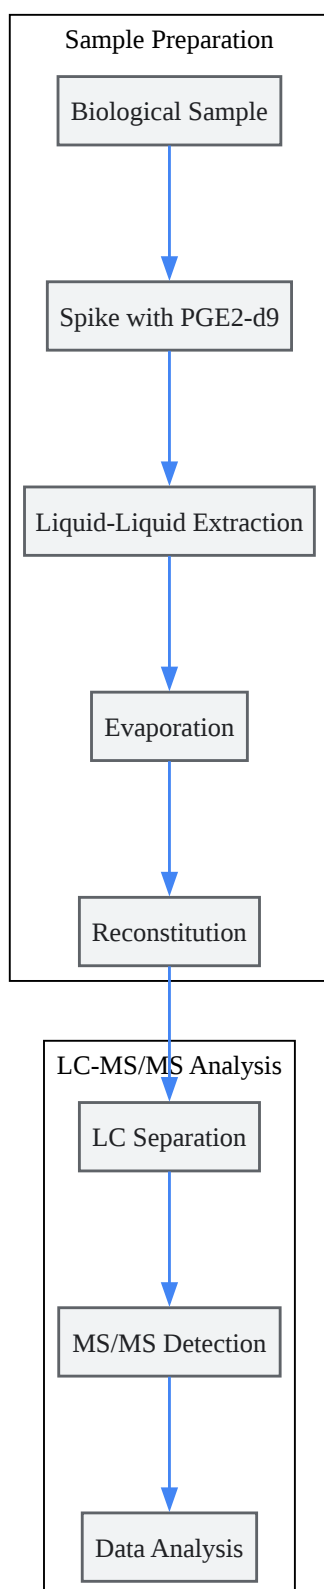 Sample Preparation
Biological Sample
Spike with PGE2-d9
Liquid-Liquid Extraction
Evaporation
Reconstitution
LC-MS/MS Analysis
LC Separation
MS/MS Detection
Data Analysis